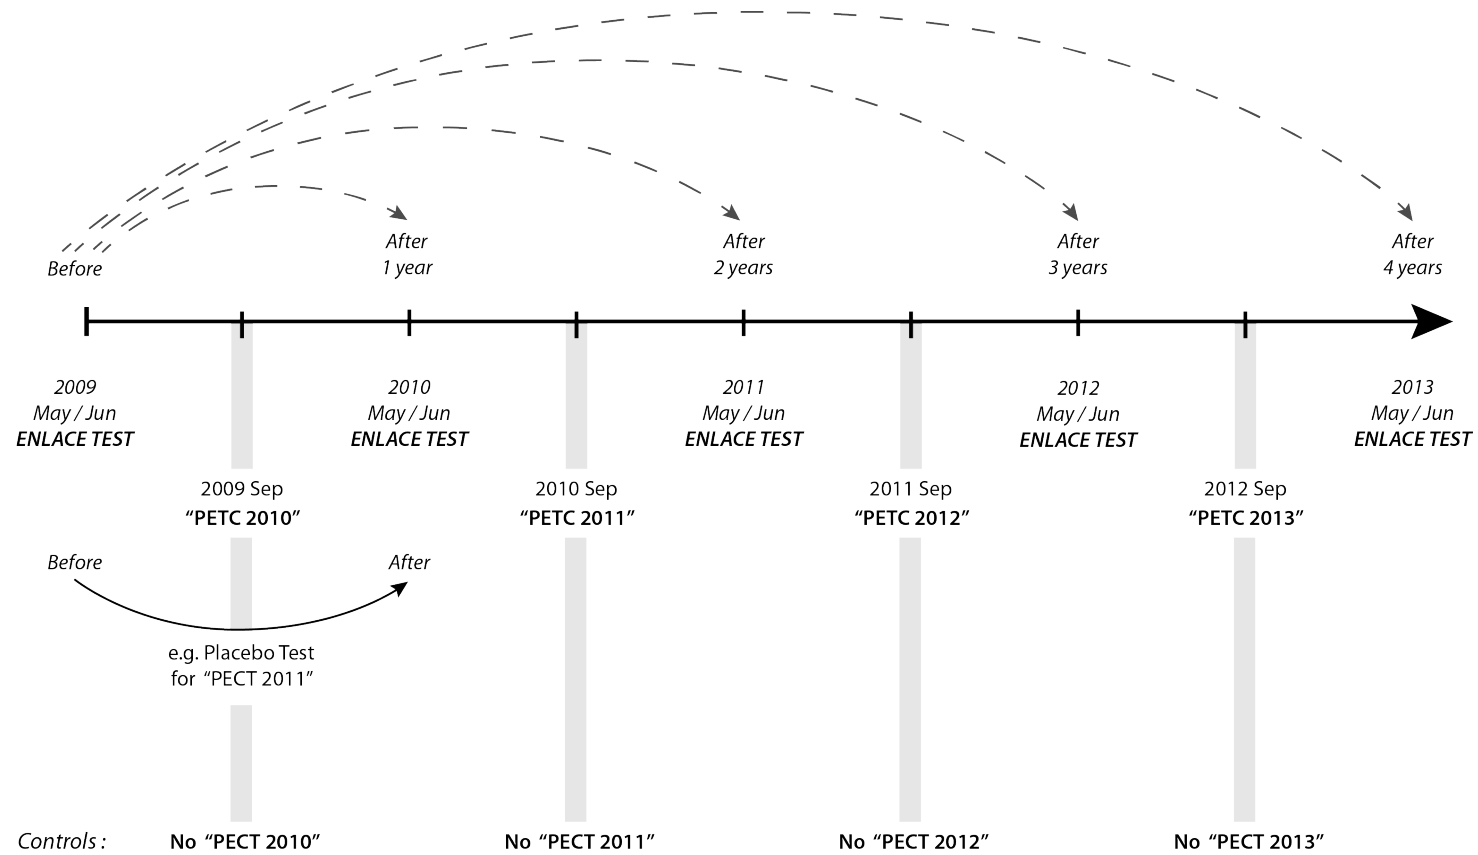 Before
After
1 year
After
2 years
After
3 years
After
4 years
2009
May / Jun
ENLACE TEST
2010
May / Jun
ENLACE TEST
2011
May / Jun
ENLACE TEST
2012
May / Jun
ENLACE TEST
2013
May / Jun
ENLACE TEST
2009 Sep
“PETC 2010”
2010 Sep
“PETC 2011”
2011 Sep
“PETC 2012”
2012 Sep
“PETC 2013”
Before
After
e.g. Placebo Test
for “PECT 2011”
Controls :
No “PECT 2010”
No “PECT 2011”
No “PECT 2012”
No “PECT 2013”